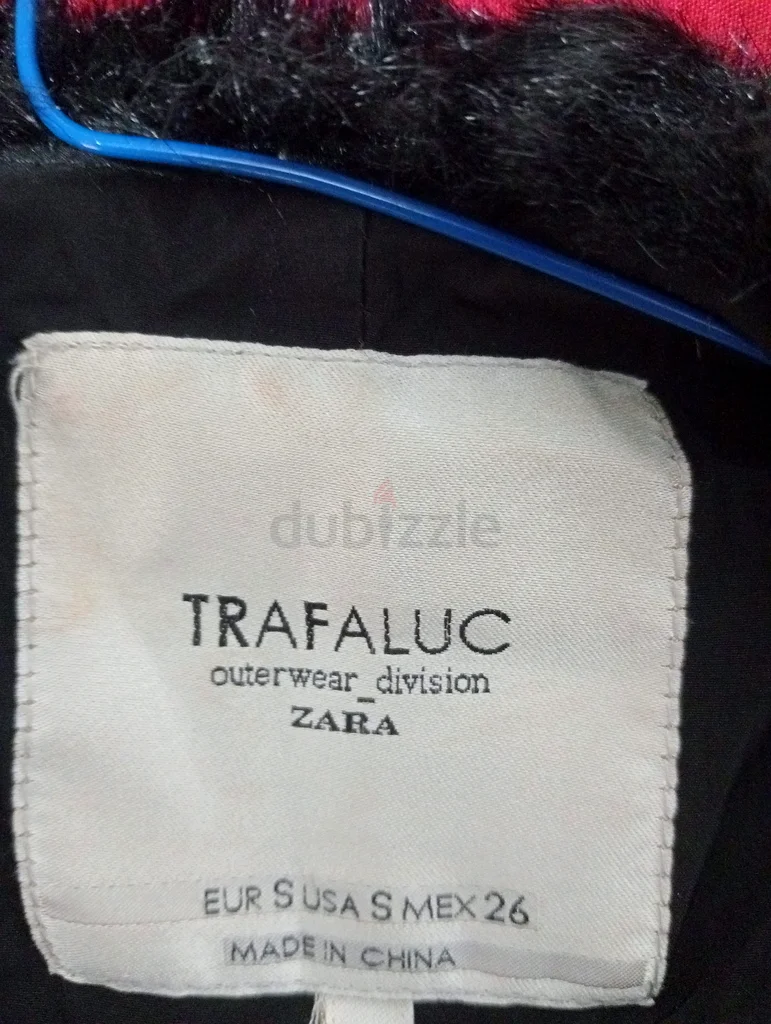 dubizzle
TRAFALUC
outerwear_division
ZARA
EUR S USA S MEX 26
MADE IN CHINA